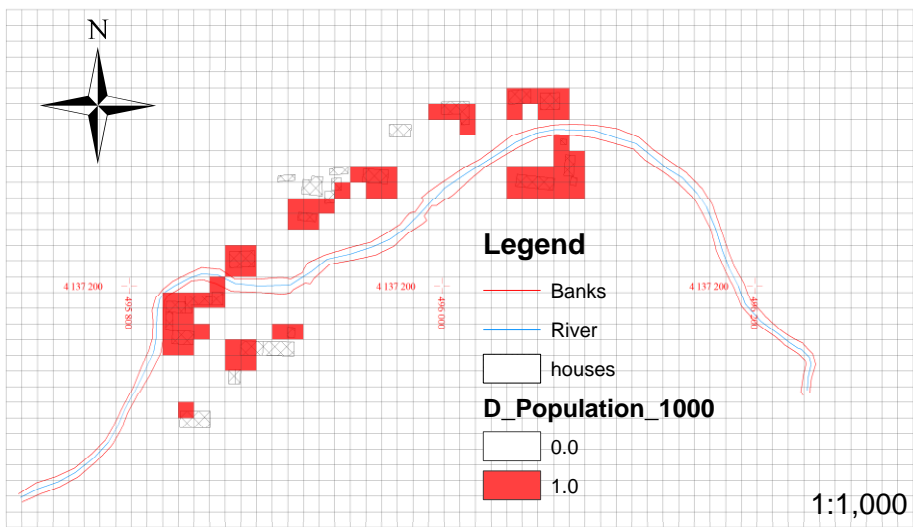 N
4 137 200
4 137 200
4 137 200
495 800
496 000
496 200
Legend
Banks
River
houses
D_Population_1000
0.0
1.0
1:1,000